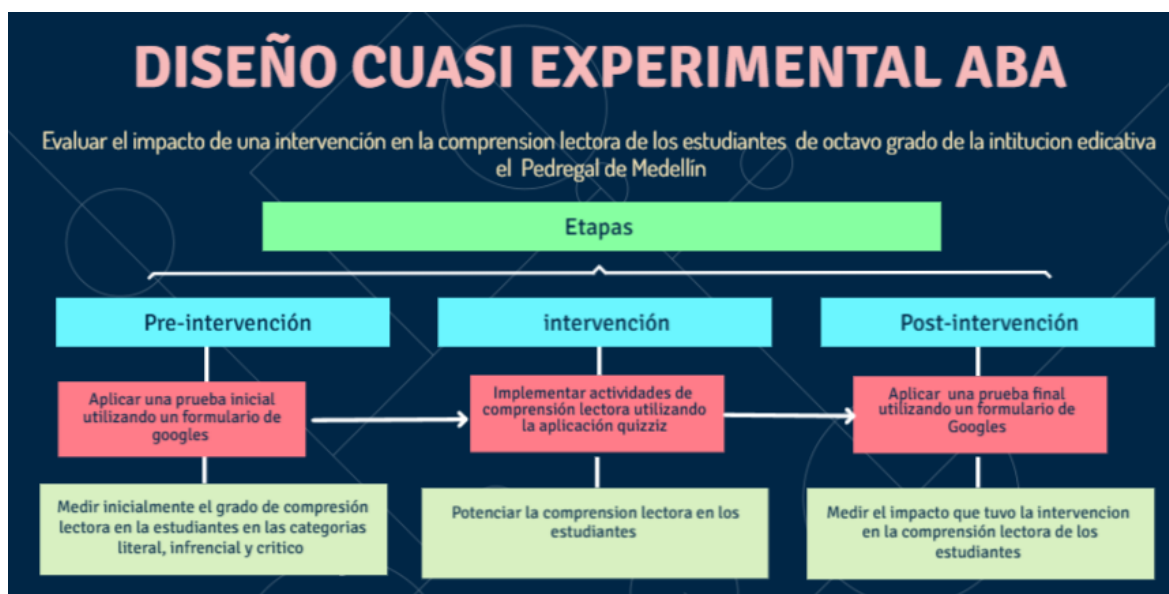 DISEÑO CUASI EXPERIMENTAL ABA
Evaluar el impacto de una intervención en la comprension lectora de los estudiantes de octavo grado de la intitucion edicativa
el Pedregal de Medellín
Etapas
Pre-intervención
intervención
Post-intervención
Aplicar una prueba inicial
utilizando un formulario de
googles
Implementar actividades de
comprensión lectora utilizando
la aplicación quizziz
Aplicar una prueba final
utilizando un formulario de
Googles
Medir inicialmente el grado de compresión
lectora en la estudiantes en las categorias
literal, infrencial y critico
Potenciar la comprension lectora en los
estudiantes
Medir el impacto que tuvo la intervencion
en la comprensión lectora de los
estudiantes